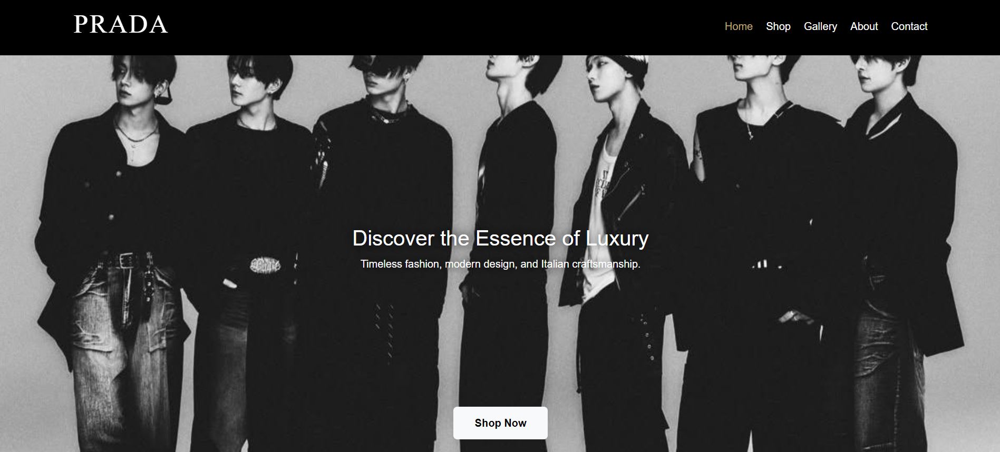 PRADA
Home Shop Gallery About Contact
Discover the Essence of Luxury
Timeless fashion, modern design, and Italian craftsmanship.
Shop Now